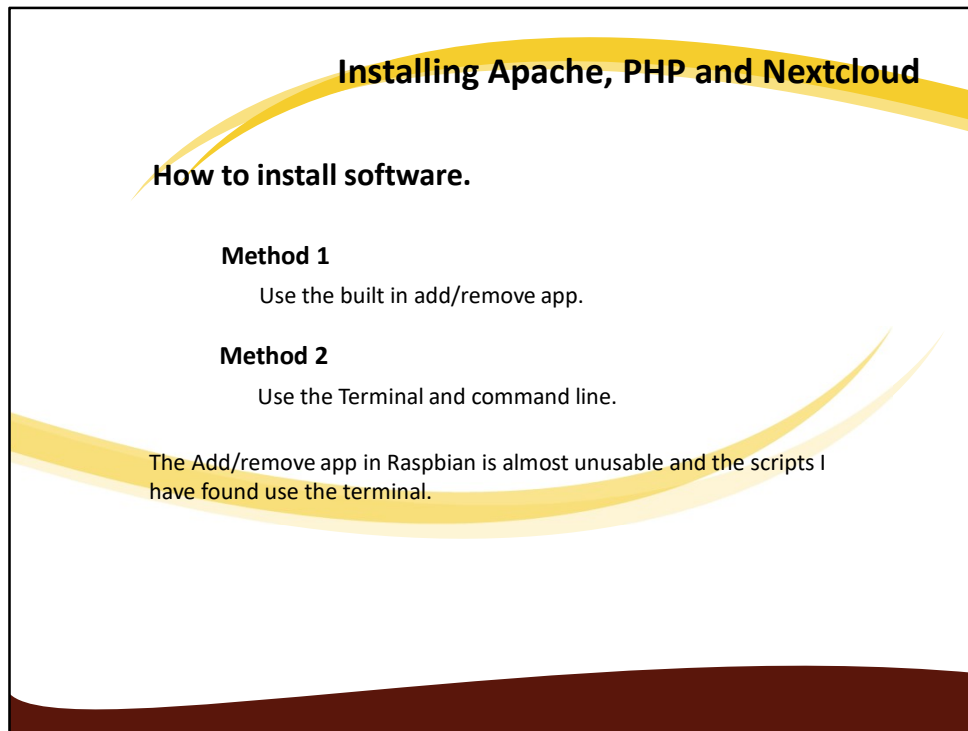 Installing Apache, PHP and Nextcloud
How to install software.
Method 1
Use the built in add/remove app.
Method 2
Use the Terminal and command line.
The Add/remove app in Raspbian is almost unusable and the scripts I
have found use the terminal.